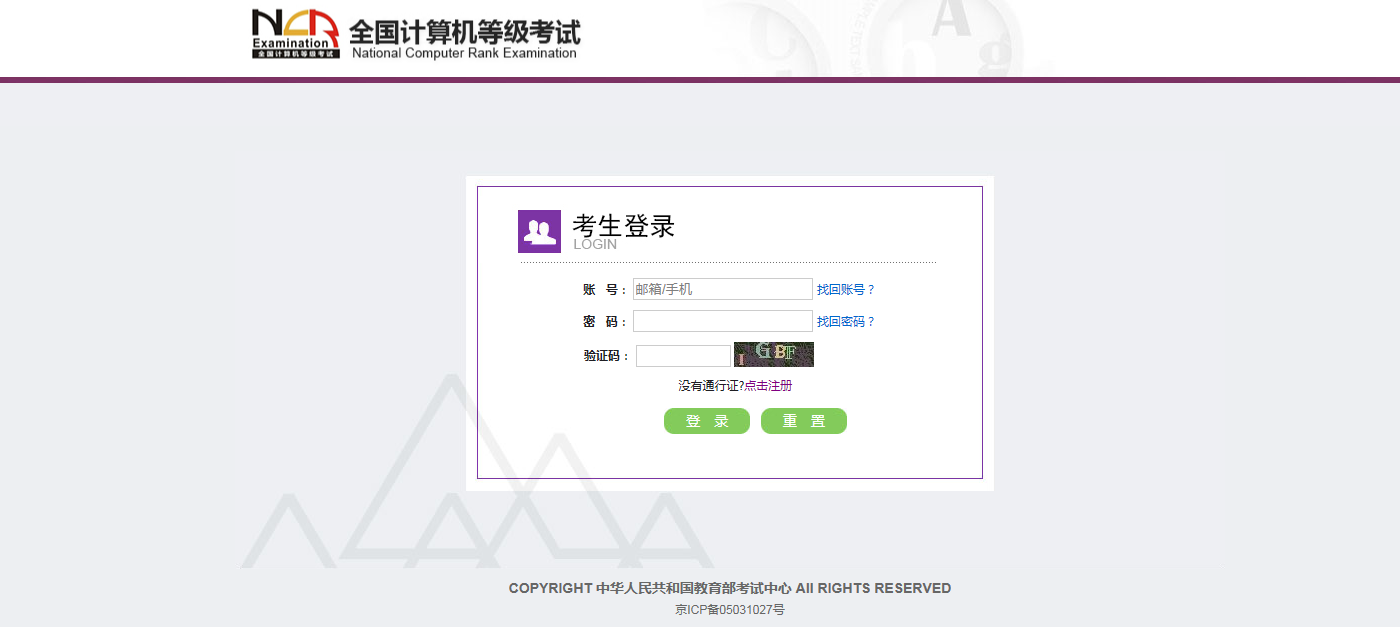 NCR
Examination
全国计算机等级考试
全国计算机等级考试
National Computer Rank Examination
考生登录
LOGIN
账 号： 邮箱/手机 找回账号？
密 码： 找回密码？
验证码： I G B F
没有通行证?点击注册
登 录 重 置
COPYRIGHT 中华人民共和国教育部考试中心 All RIGHTS RESERVED
京ICP备05031027号